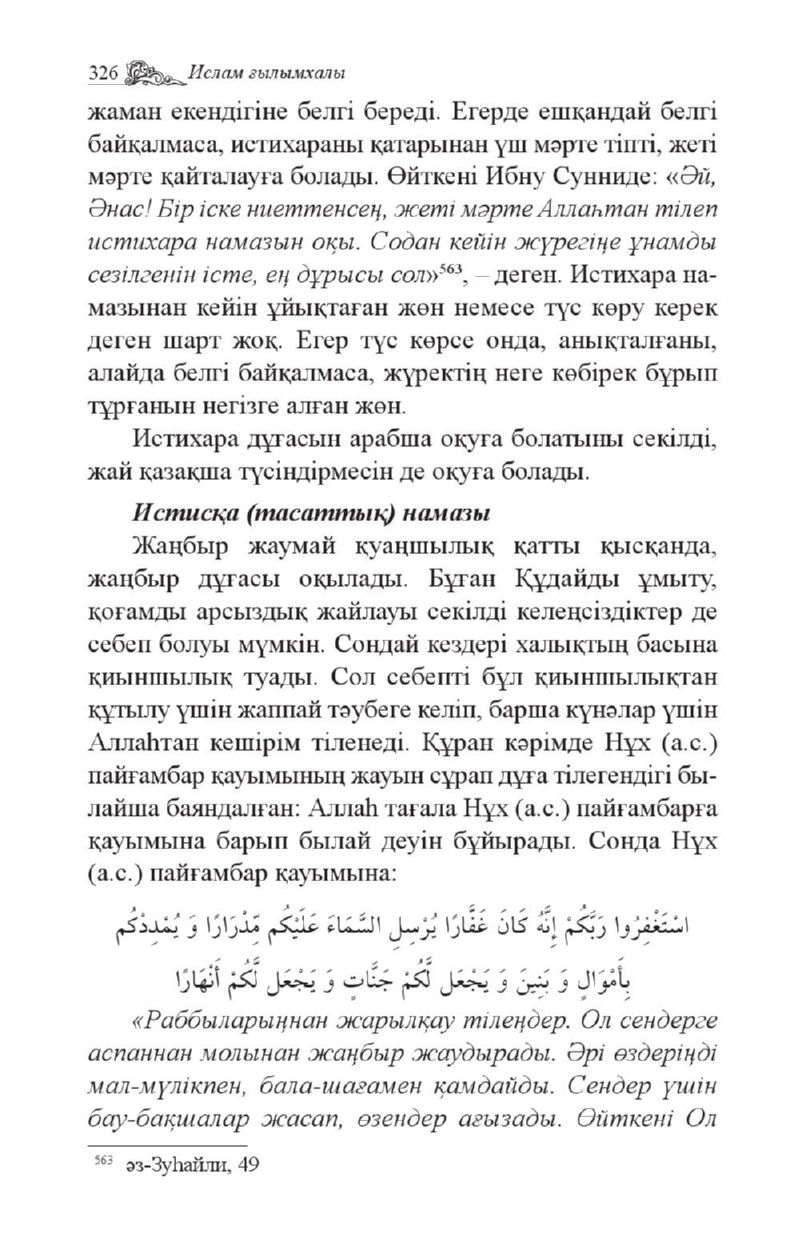 326 Ислам ғылымхалы
жаман екендігіне белгі береді. Егерде ешқандай белгі
байқалмаса, истихараны қатарынан үш мәрте тіпті, жеті
мәрте қайталауға болады. Өйткені Ибну Сунниде: «Әй,
Әнас! Бір іске ниеттенсең, жеті мәрте Аллаһтан тілеп
истихара намазын оқы. Содан кейін жүрегіңе ұнамды
сезілгенін істе, ең дұрысы сол»⁵⁶³, – деген. Истихара на-
мазынан кейін ұйықтаған жөн немесе түс көру керек
деген шарт жоқ. Егер түс көрсе онда, анықталғаны,
алайда белгі байқалмаса, жүректің неге көбірек бұрып
тұрғанын негізге алған жөн.
Истихара дұғасын арабша оқуға болатыны секілді,
жай қазақша түсіндірмесін де оқуға болады.
Истисқа (тасаттық) намазы
Жаңбыр жаумай қуаңшылық қатты қысқанда,
жаңбыр дұғасы оқылады. Бұған Құдайды ұмыту,
қоғамды арсыздық жайлауы секілді келеңсіздіктер де
себеп болуы мүмкін. Сондай кездері халықтың басына
қиыншылық туады. Сол себепті бұл қиыншылықтан
құтылу үшін жаппай тәубеге келіп, барша күнәлар үшін
Аллаһтан кешірім тіленеді. Құран кәрімде Нұх (а.с.)
пайғамбар қауымының жауын сұрап дұға тілегендігі бы-
лайша баяндалған: Аллаһ тағала Нұх (а.с.) пайғамбарға
қауымына барып былай деуін бұйырады. Сонда Нұх
(а.с.) пайғамбар қауымына:
اسْتَغْفِرُوا رَبَّكُمْ إِنَّهُ كَانَ غَفَّارًا يُرْسِلِ السَّمَاءَ عَلَيْكُم مِّدْرَارًا وَ يُمْدِدْكُم
بِأَمْوَالٍ وَ بَنِينَ وَ يَجْعَل لَّكُمْ جَنَّاتٍ وَ يَجْعَل لَّكُمْ أَنْهَارًا
«Раббыларыңнан жарылқау тілеңдер. Ол сендерге
аспаннан молынан жаңбыр жаудырады. Әрі өздеріңді
мал-мүлікпен, бала-шағамен қамдайды. Сендер үшін
бау-бақшалар жасап, өзендер ағызады. Өйткені Ол
⁵⁶³ әз-Зуһайли, 49